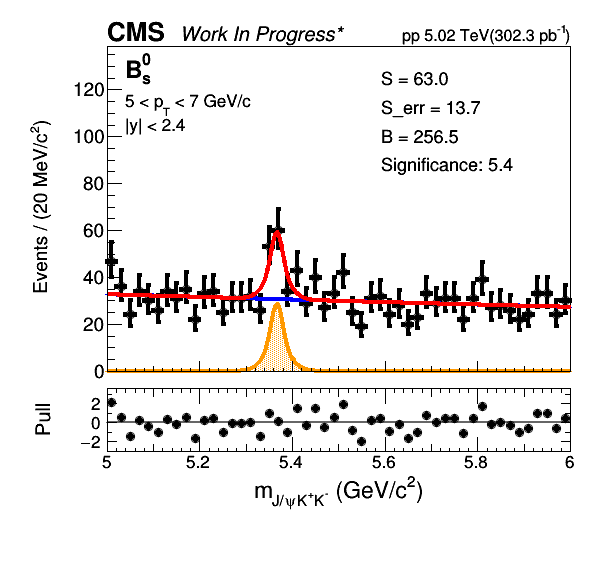 CMS Work In Progress* pp 5.02 TeV(302.3 pb⁻¹)
B⁰ₛ
5 < p_T < 7 GeV/c
|y| < 2.4
S = 63.0
S_err = 13.7
B = 256.5
Significance: 5.4
Events / (20 MeV/c²)
120
100
80
60
40
20
0
Pull
2
0
−2
5 5.2 5.4 5.6 5.8 6
m_J/ψK⁺K⁻ (GeV/c²)